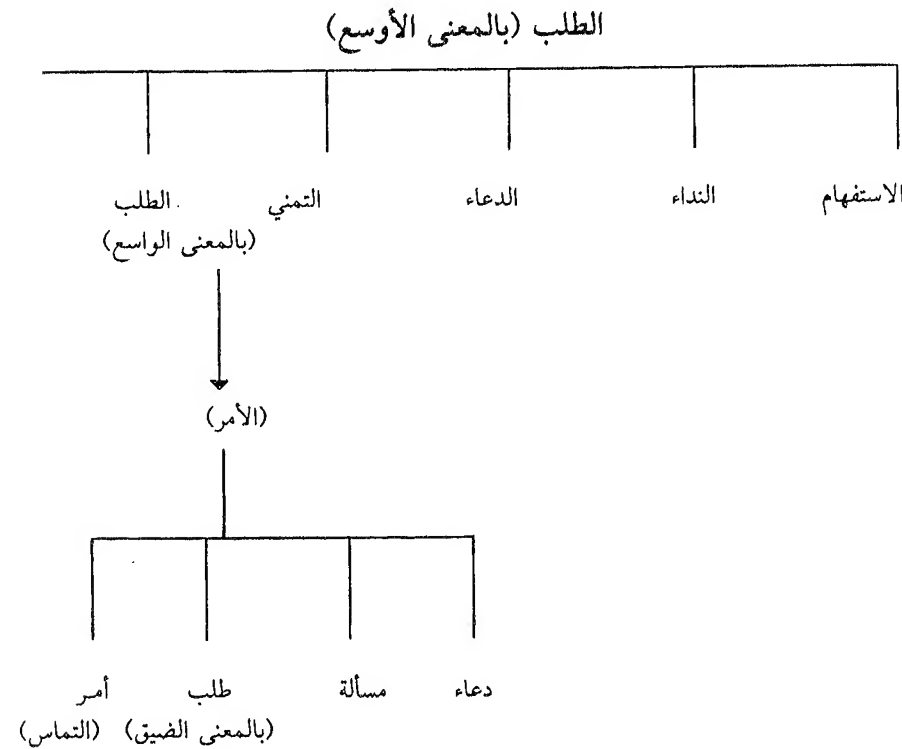 الطلب (بالمعنى الأوسع)
الاستفهام النداء الدعاء التمني الطلب
(بالمعنى الواسع)
(الأمر)
دعاء مسألة طلب أمر
(بالمعنى الضيق) (التماس)